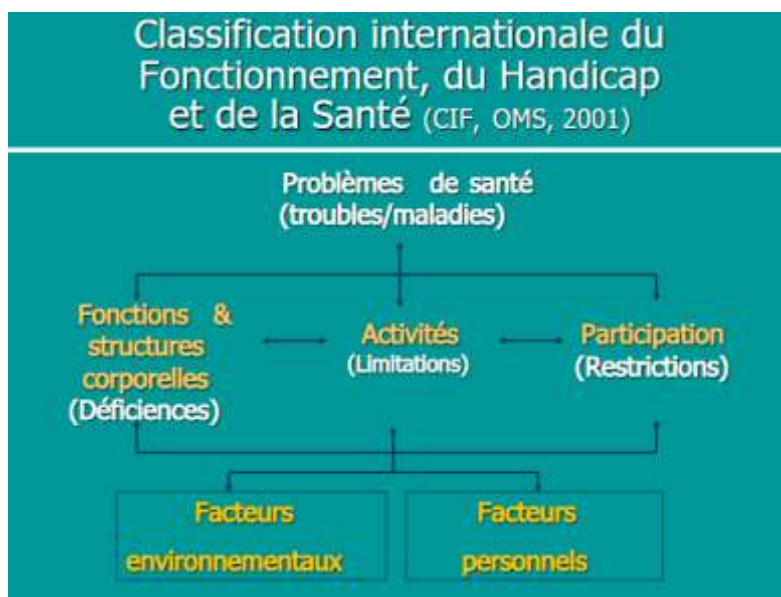 Classification internationale du
Fonctionnement, du Handicap
et de la Santé (CIF, OMS, 2001)
Problèmes de santé
(troubles/maladies)
Fonctions &
structures
corporelles
(Déficiences)
Activités
(Limitations)
Participation
(Restrictions)
Facteurs
environnementaux
Facteurs
personnels